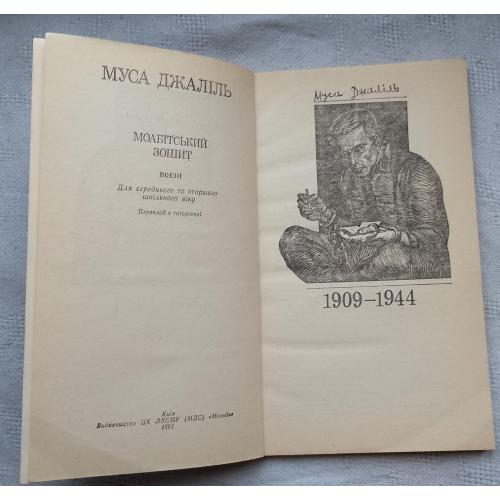 МУСА ДЖАЛІЛЬ
МОАБІТСЬКИЙ
ЗОШИТ
ПОЕЗІЇ
Для середнього та старшого
шкільного віку
Переклад з татарської
Київ
Видавництво ЦК ЛКСМУ (МДС) «Молодь»
1991
Муса Джаліль
1909—1944